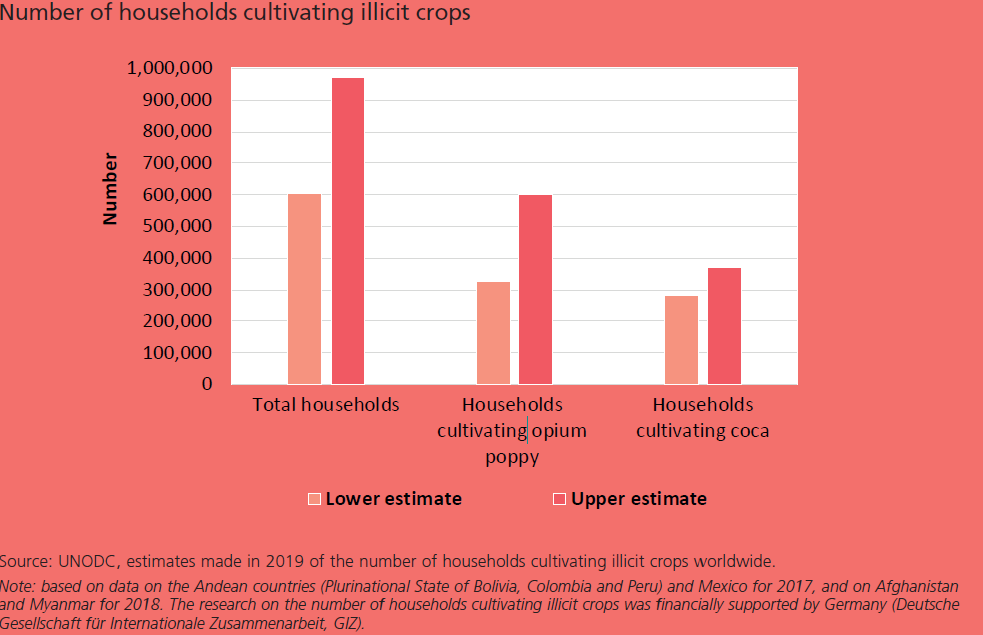 Number of households cultivating illicit crops
1,000,000
900,000
800,000
700,000
600,000
500,000
400,000
300,000
200,000
100,000
0
Number
Total households
Households
cultivating opium
poppy
Households
cultivating coca
Lower estimate
Upper estimate
Source: UNODC, estimates made in 2019 of the number of households cultivating illicit crops worldwide.
Note: based on data on the Andean countries (Plurinational State of Bolivia, Colombia and Peru) and Mexico for 2017, and on Afghanistan
and Myanmar for 2018. The research on the number of households cultivating illicit crops was financially supported by Germany (Deutsche
Gesellschaft für Internationale Zusammenarbeit, GIZ).